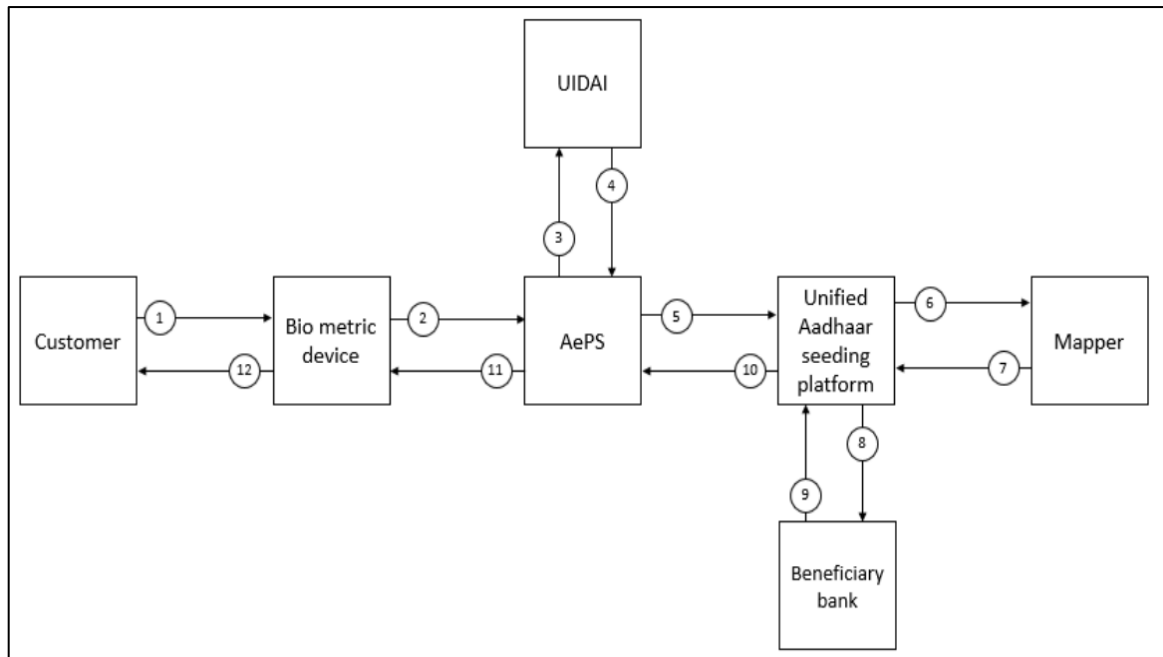 UIDAI
4
3
1
2
5
6
Customer
Bio metric
device
AePS
Unified
Aadhaar
seeding
platform
Mapper
12
11
10
7
8
9
Beneficiary
bank